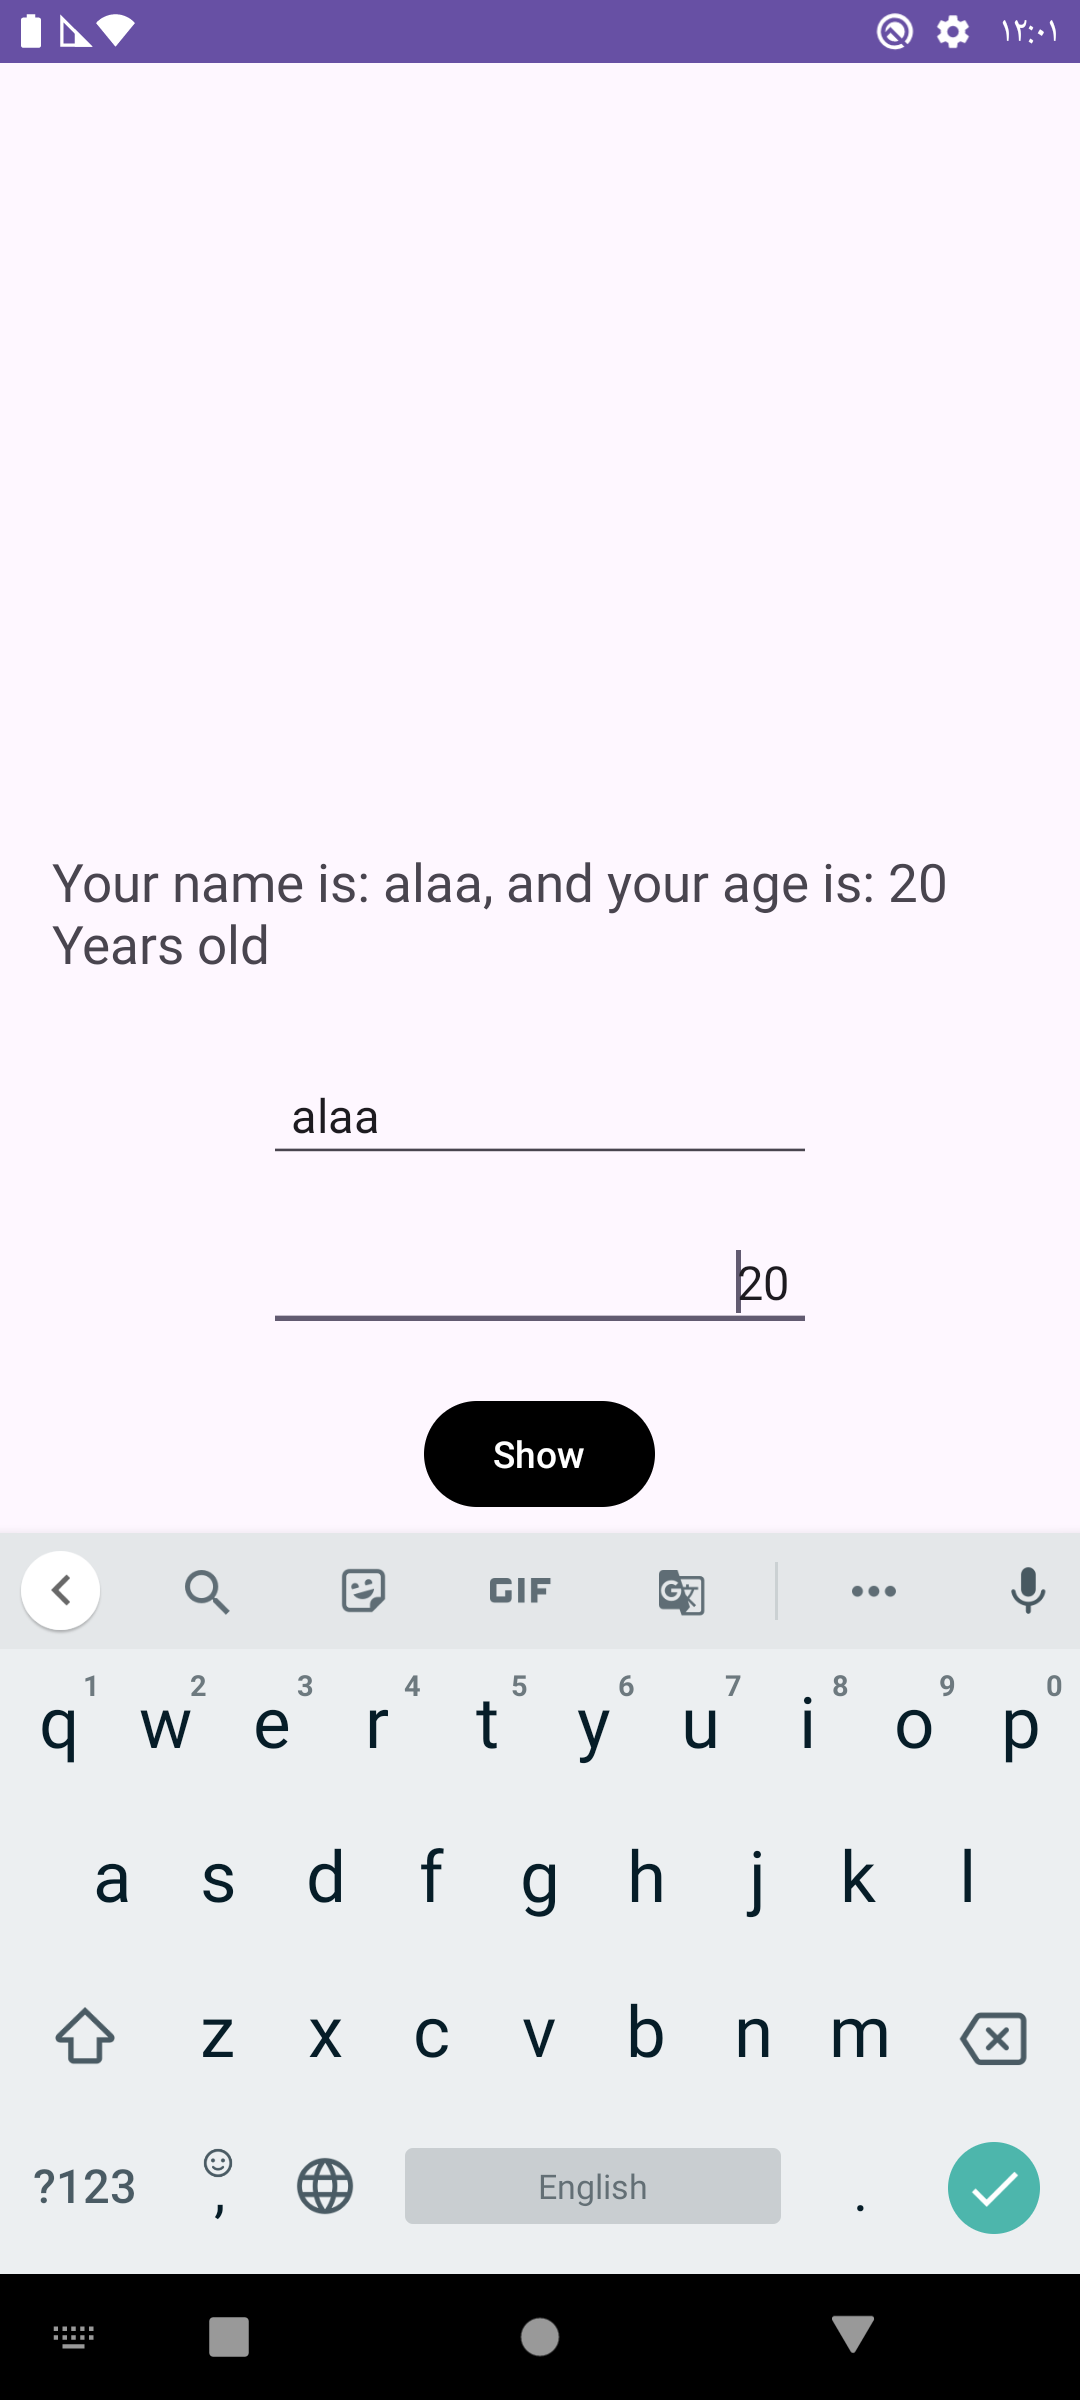 ١٢:٠١
Your name is: alaa, and your age is: 20
Years old
alaa
20
Show
GIF
G
1 2 3 4 5 6 7 8 9 0
q w e r t y u i o p
a s d f g h j k l
z x c v b n m
?123 , English .